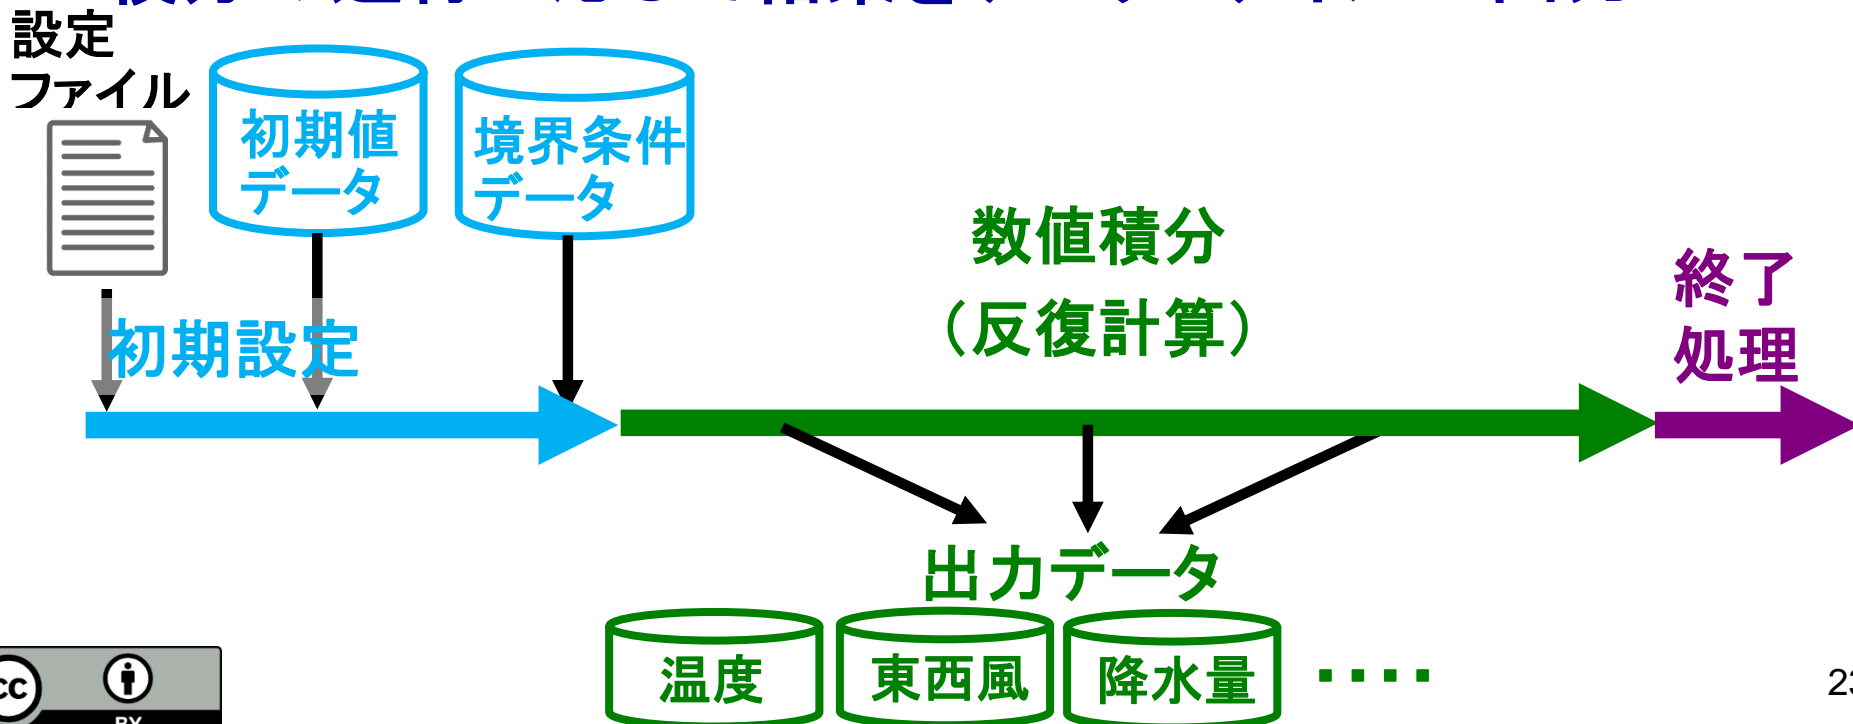 設定
ファイル
初期値
データ
境界条件
データ
数値積分
（反復計算）
終了
処理
初期設定
出力データ
温度
東西風
降水量
････
cc
BY